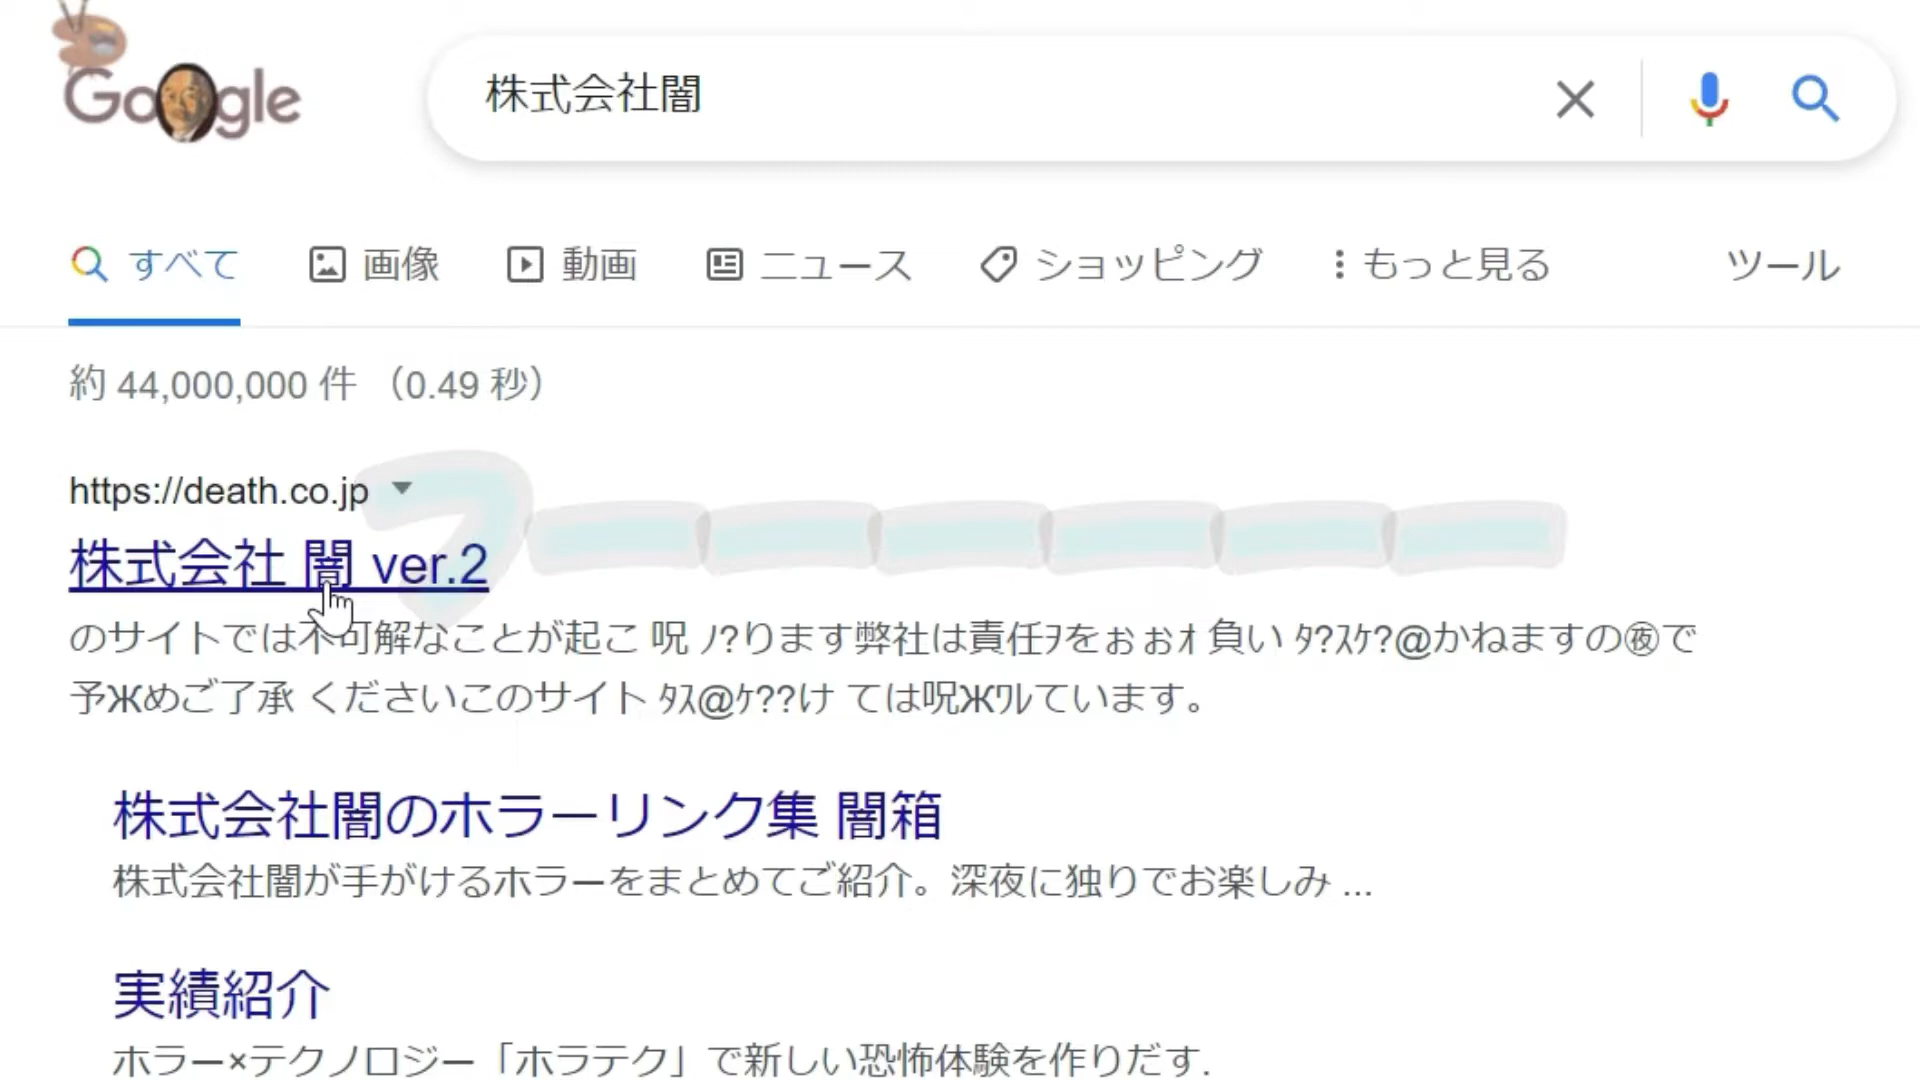 Google
株式会社闇
すべて 画像 動画 ニュース ショッピング もっと見る ツール
約 44,000,000 件 （0.49 秒）
https://death.co.jp
株式会社 闇 ver.2
のサイトでは不可解なことが起こ 呪 ﾉ?ります弊社は責任ｦをぉぉｫ 負い ﾀ?ｽｹ?@かねますの㊰で
予Жめご了承 くださいこのサイト ﾀｽ@ｹ??け ては呪Жﾜﾚています。
フーーーーーー
株式会社闇のホラーリンク集 闇箱
株式会社闇が手がけるホラーをまとめてご紹介。深夜に独りでお楽しみ ...
実績紹介
ホラー×テクノロジー「ホラテク」で新しい恐怖体験を作りだす.